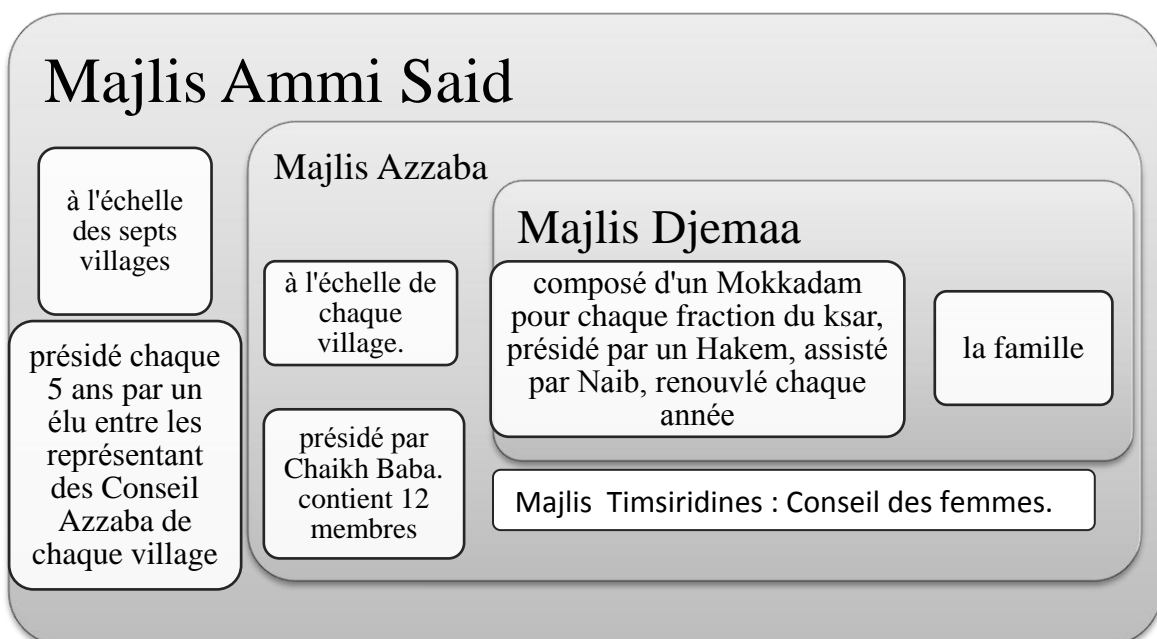 Majlis Ammi Said
à l'échelle
des septs
villages
présidé chaque
5 ans par un
élu entre les
représentant
des Conseil
Azzaba de
chaque village
Majlis Azzaba
à l'échelle de
chaque
village.
présidé par
Chaikh Baba.
contient 12
membres
Majlis Djemaa
composé d'un Mokkadam
pour chaque fraction du ksar,
présidé par un Hakem, assisté
par Naib, renouvlé chaque
année
la famille
Majlis  Timsiridines : Conseil des femmes.